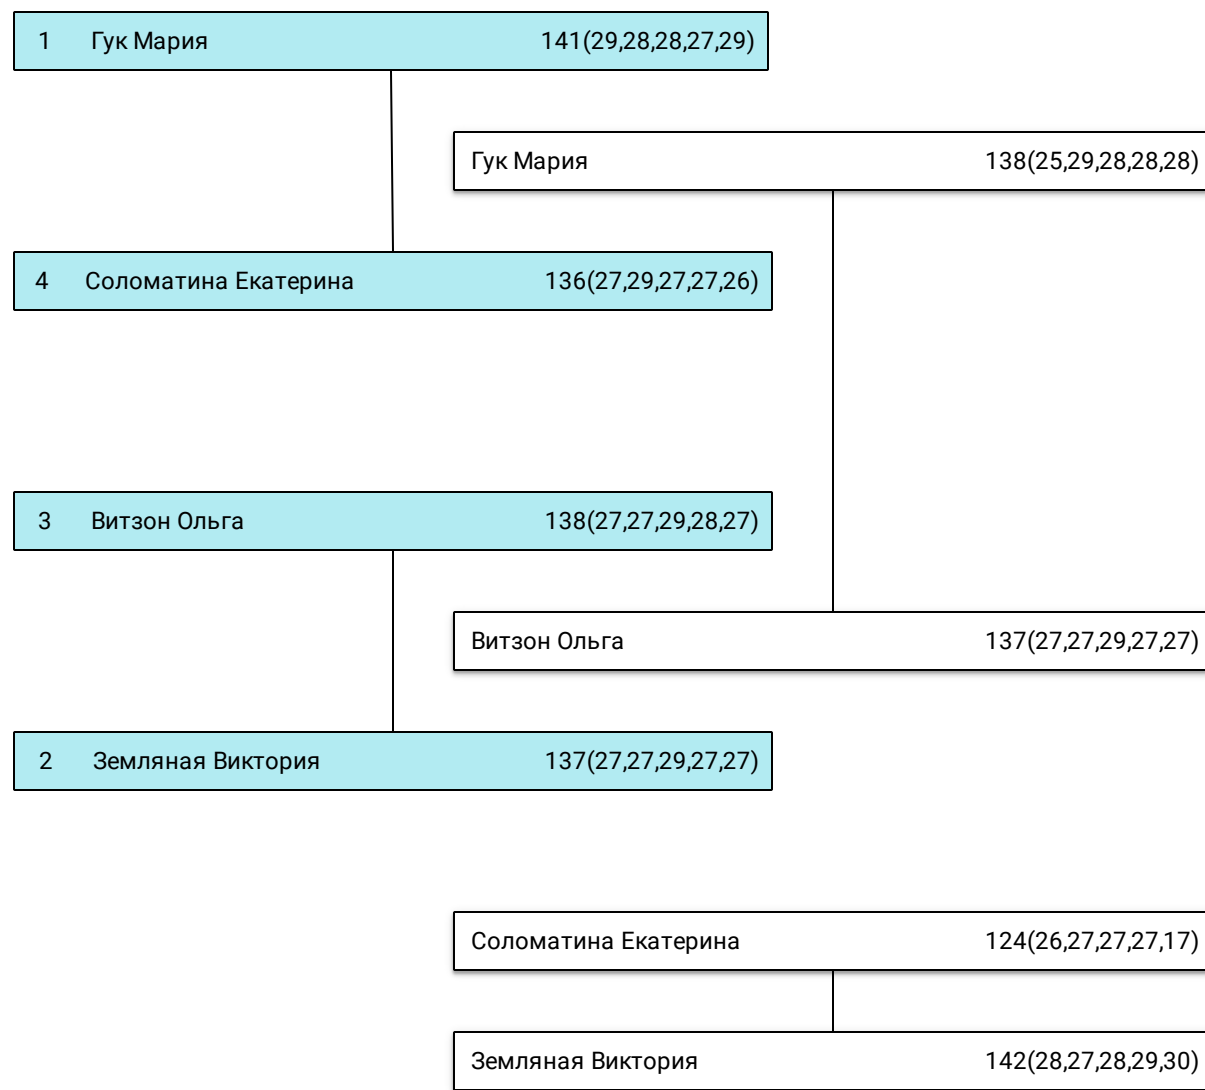 1 Гук Мария 141(29,28,28,27,29)
Гук Мария 138(25,29,28,28,28)
4 Соломатина Екатерина 136(27,29,27,27,26)
3 Витзон Ольга 138(27,27,29,28,27)
Витзон Ольга 137(27,27,29,27,27)
2 Земляная Виктория 137(27,27,29,27,27)
Соломатина Екатерина 124(26,27,27,27,17)
Земляная Виктория 142(28,27,28,29,30)